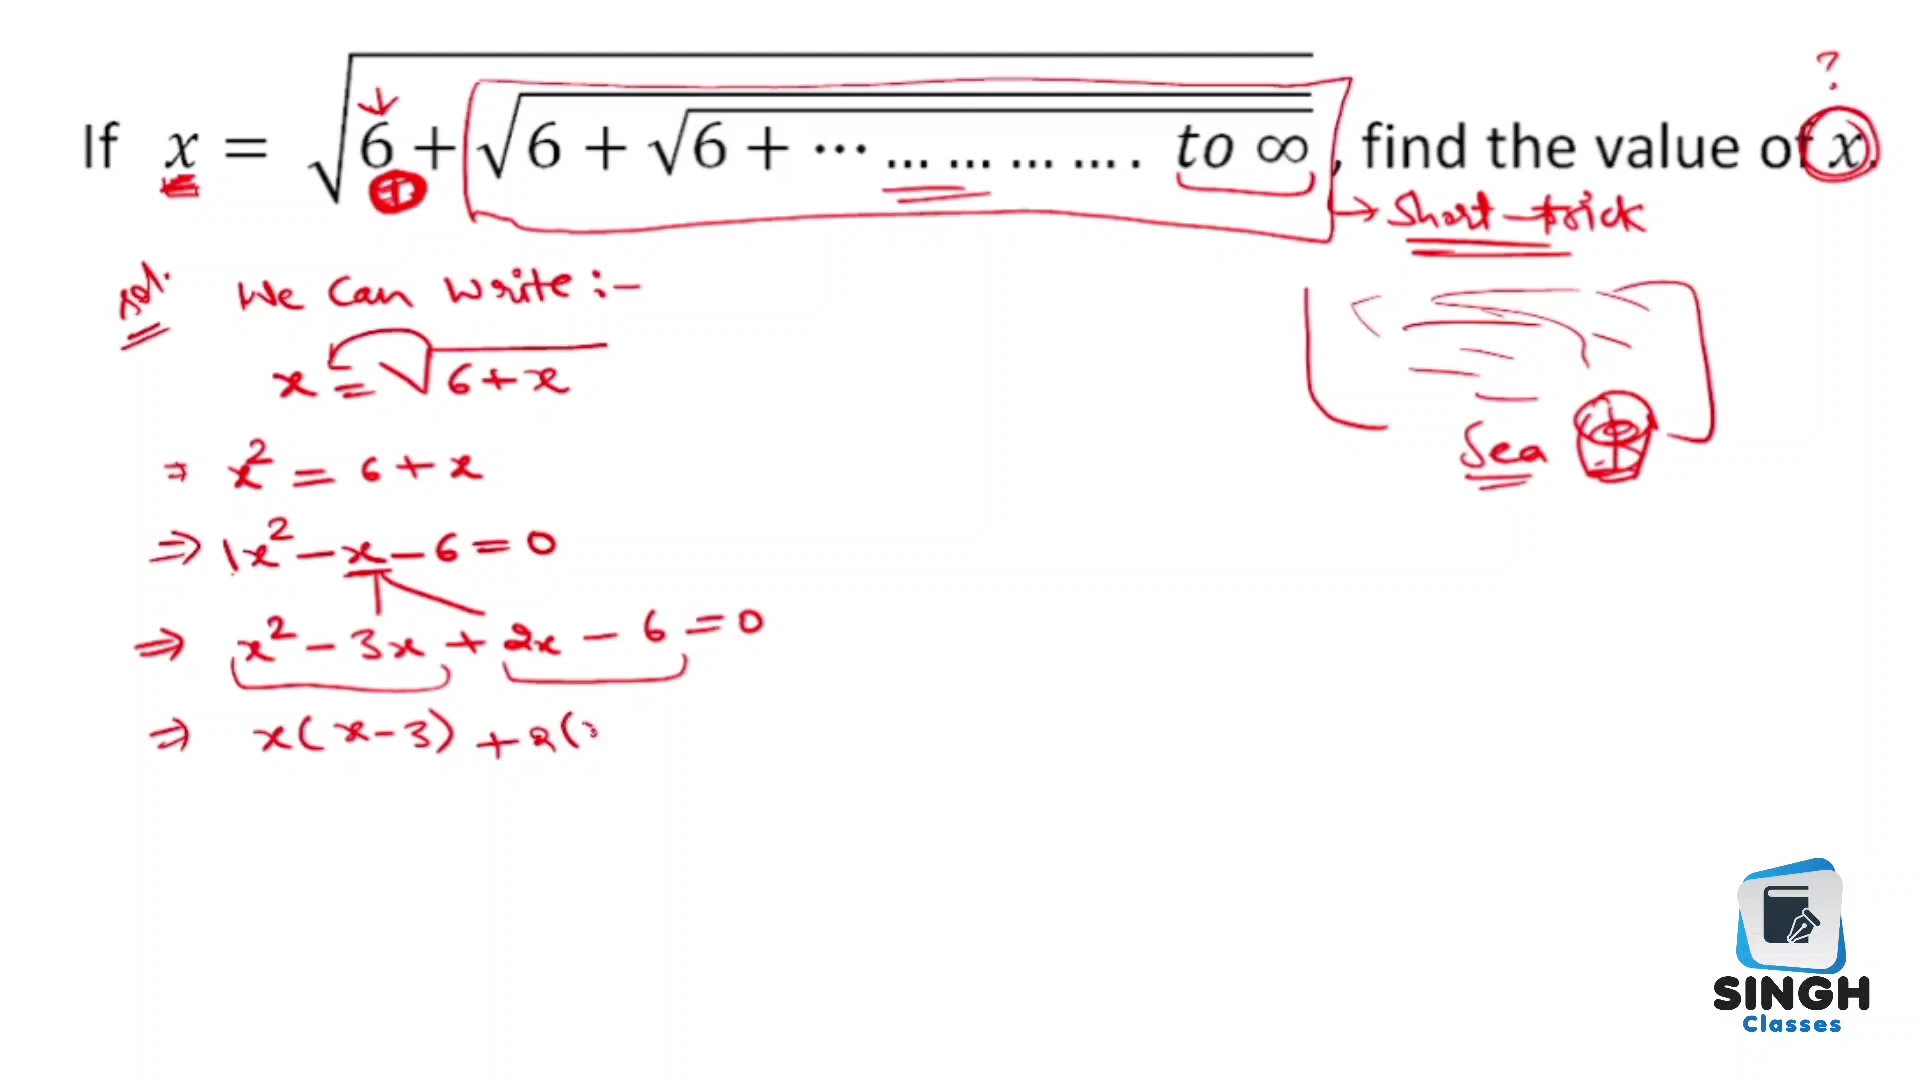 If x = √6 + √6 + √6 + ⋯ ... ... ... .... to ∞, find the value of x.
?
→ Short-trick
Sol.
We Can write :-
x = √6+x
⇒ x² = 6 + x
⇒ 1x² - x - 6 = 0
⇒ x² - 3x + 2x - 6 = 0
⇒ x(x-3) + 2(
Sea
SINGH
Classes